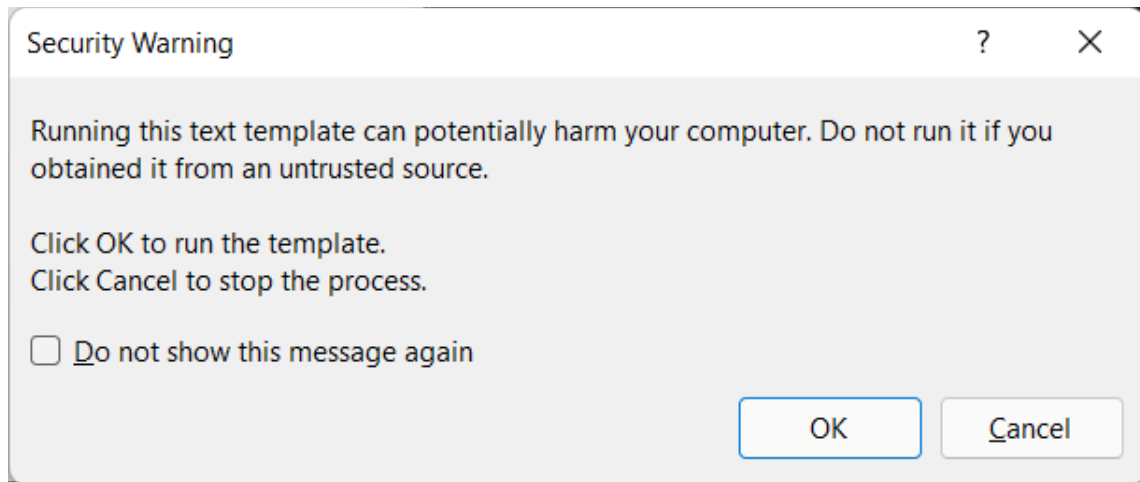 Security Warning
?
Running this text template can potentially harm your computer. Do not run it if you
obtained it from an untrusted source.
Click OK to run the template.
Click Cancel to stop the process.
Do not show this message again
OK
Cancel